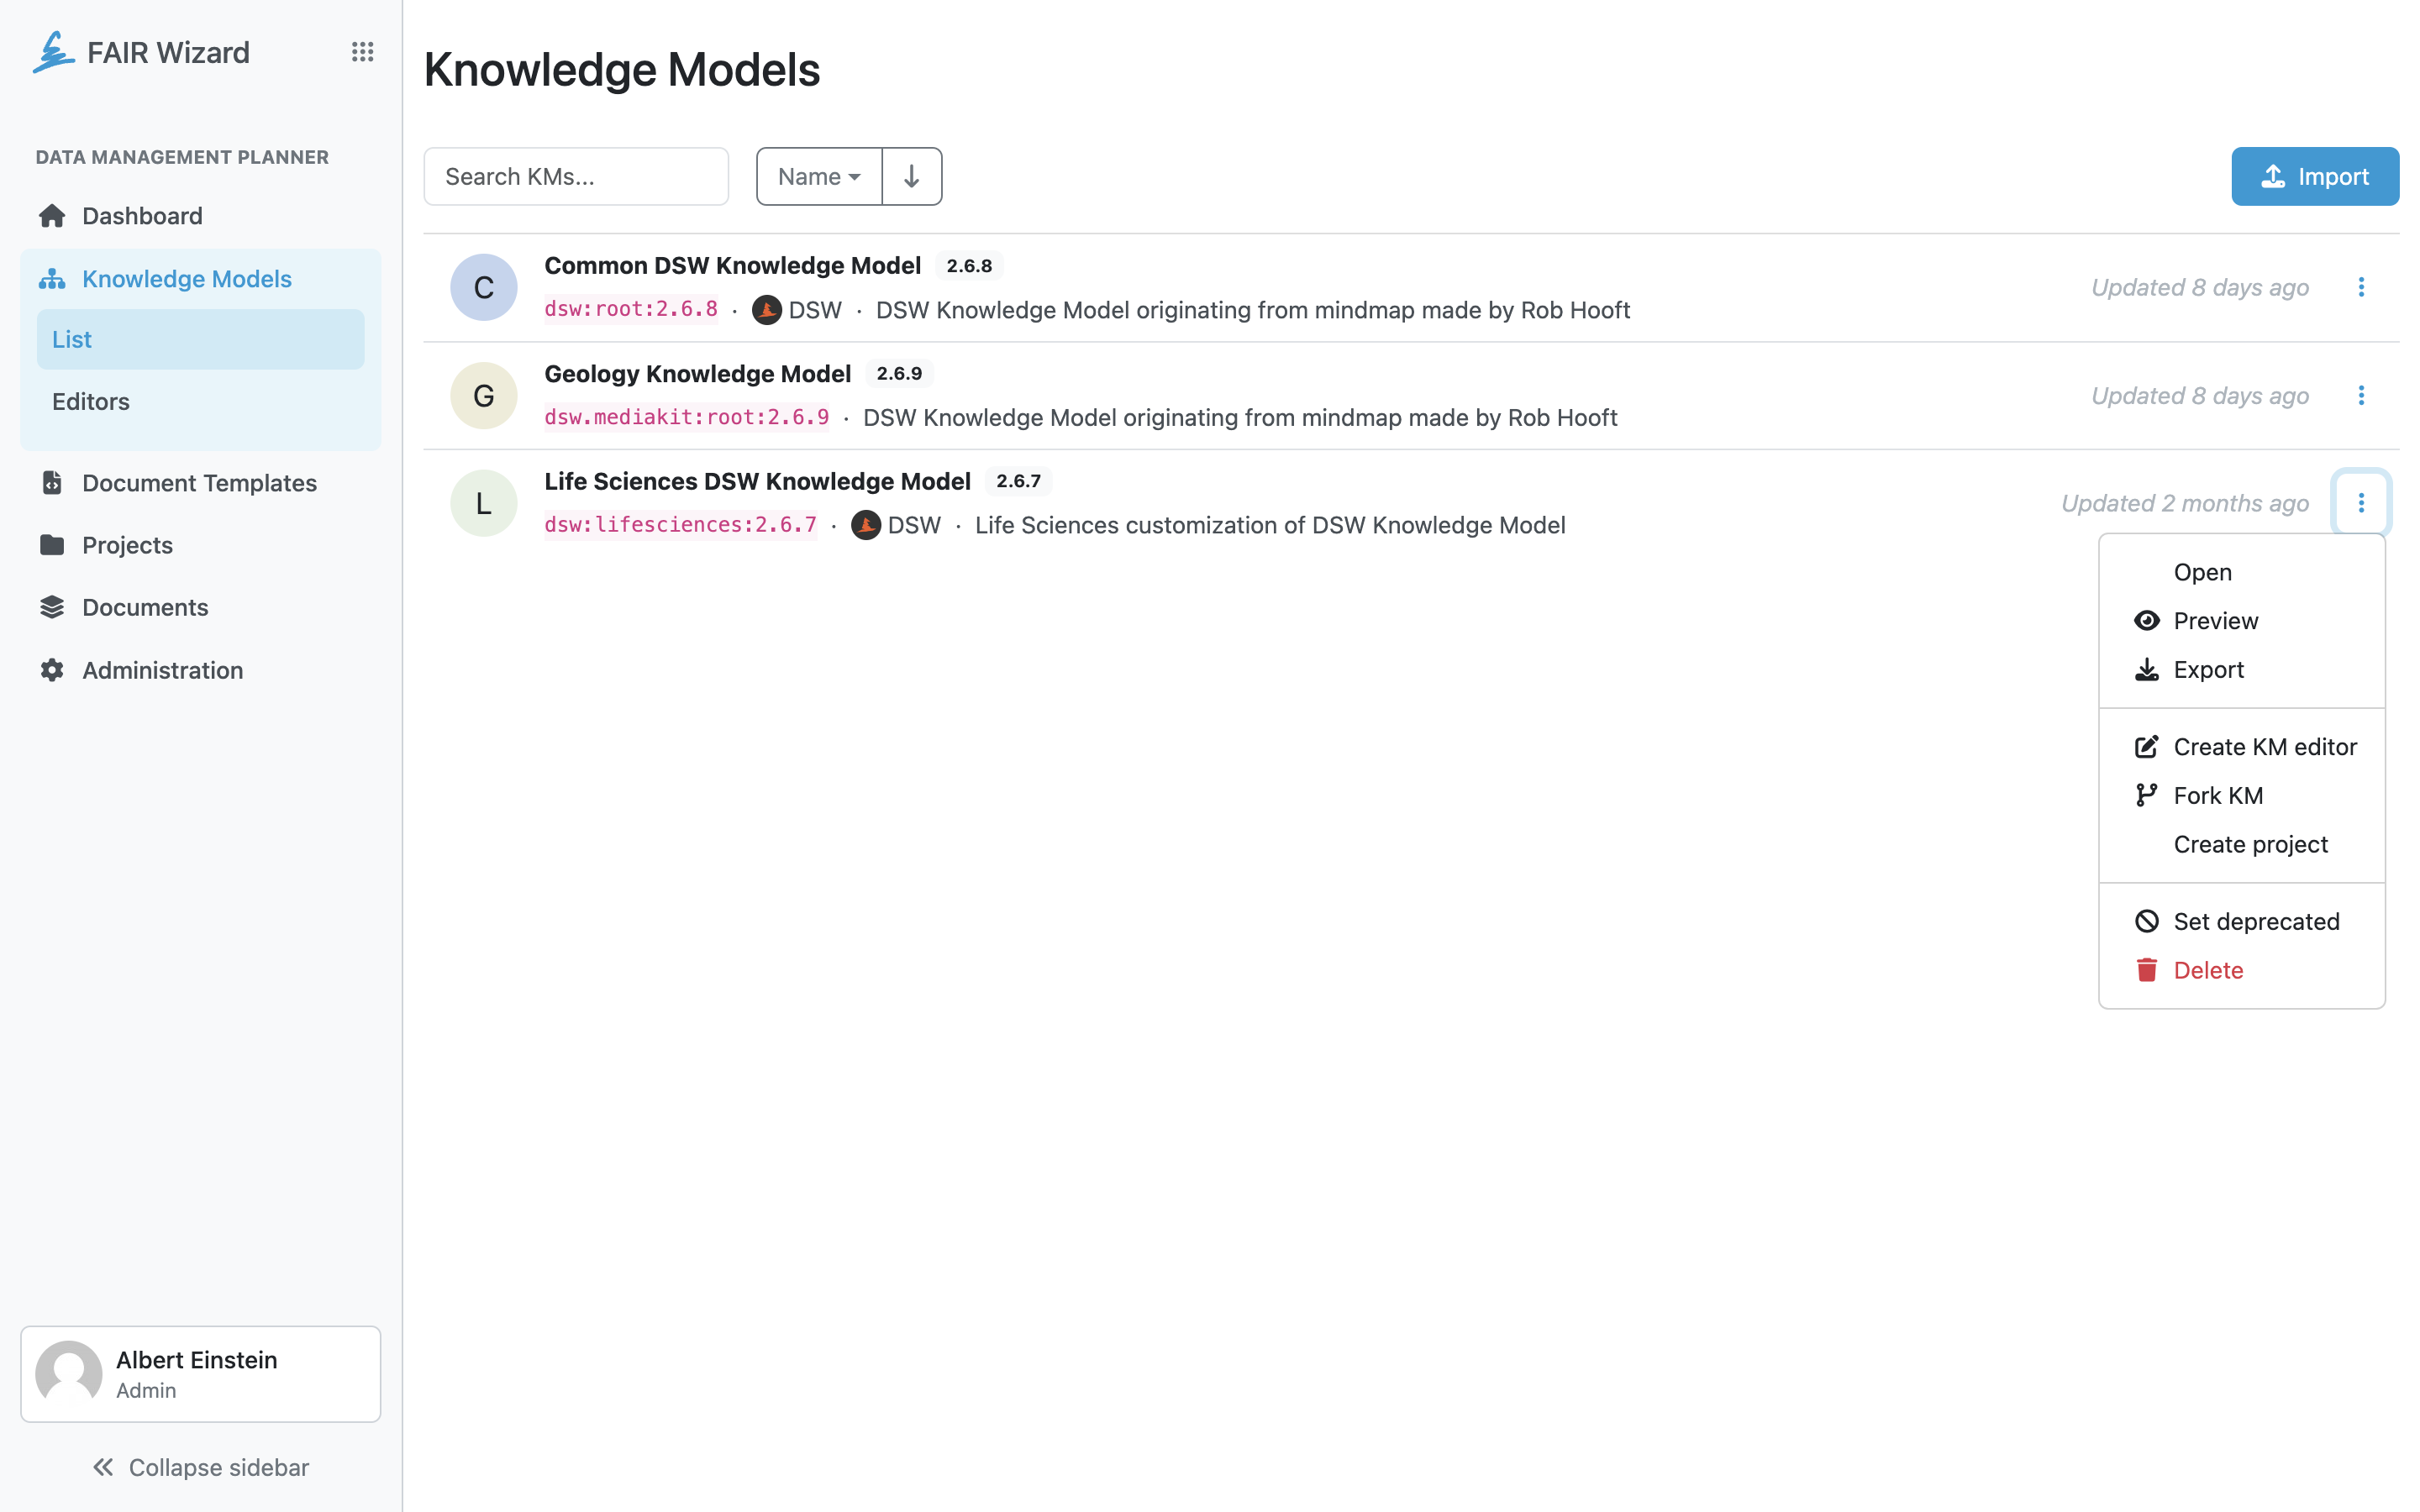 FAIR Wizard
DATA MANAGEMENT PLANNER
Dashboard
Knowledge Models
List
Editors
Document Templates
Projects
Documents
Administration
Albert Einstein
Admin
Collapse sidebar
Knowledge Models
Search KMs...
Name
Import
C
Common DSW Knowledge Model 2.6.8
dsw:root:2.6.8 · DSW · DSW Knowledge Model originating from mindmap made by Rob Hooft
Updated 8 days ago
G
Geology Knowledge Model 2.6.9
dsw.mediakit:root:2.6.9 · DSW Knowledge Model originating from mindmap made by Rob Hooft
Updated 8 days ago
L
Life Sciences DSW Knowledge Model 2.6.7
dsw:lifesciences:2.6.7 · DSW · Life Sciences customization of DSW Knowledge Model
Updated 2 months ago
Open
Preview
Export
Create KM editor
Fork KM
Create project
Set deprecated
Delete